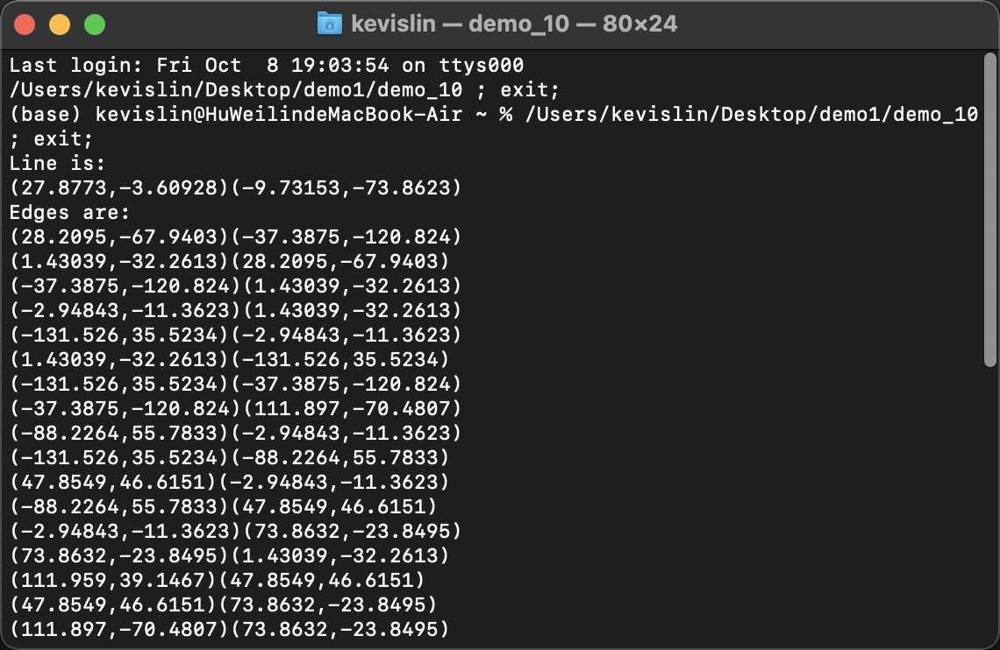 kevislin — demo_10 — 80×24
Last login: Fri Oct  8 19:03:54 on ttys000
/Users/kevislin/Desktop/demo1/demo_10 ; exit;
(base) kevislin@HuWeilindeMacBook-Air ~ % /Users/kevislin/Desktop/demo1/demo_10
; exit;
Line is:
(27.8773,-3.60928)(-9.73153,-73.8623)
Edges are:
(28.2095,-67.9403)(-37.3875,-120.824)
(1.43039,-32.2613)(28.2095,-67.9403)
(-37.3875,-120.824)(1.43039,-32.2613)
(-2.94843,-11.3623)(1.43039,-32.2613)
(-131.526,35.5234)(-2.94843,-11.3623)
(1.43039,-32.2613)(-131.526,35.5234)
(-131.526,35.5234)(-37.3875,-120.824)
(-37.3875,-120.824)(111.897,-70.4807)
(-88.2264,55.7833)(-2.94843,-11.3623)
(-131.526,35.5234)(-88.2264,55.7833)
(47.8549,46.6151)(-2.94843,-11.3623)
(-88.2264,55.7833)(47.8549,46.6151)
(-2.94843,-11.3623)(73.8632,-23.8495)
(73.8632,-23.8495)(1.43039,-32.2613)
(111.959,39.1467)(47.8549,46.6151)
(47.8549,46.6151)(73.8632,-23.8495)
(111.897,-70.4807)(73.8632,-23.8495)